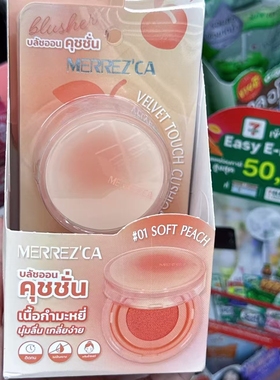 blusher
บลัชออน คุชชั่น
MERREZ'CA
VELVET TOUCH CUSHION
#01 SOFT PEACH
MERREZ'CA
บลัชออน
คุชชั่น
เนื้อกำมะหยี่
นุ่มลื่น เกลี่ยง่าย
7
Easy E-
50,